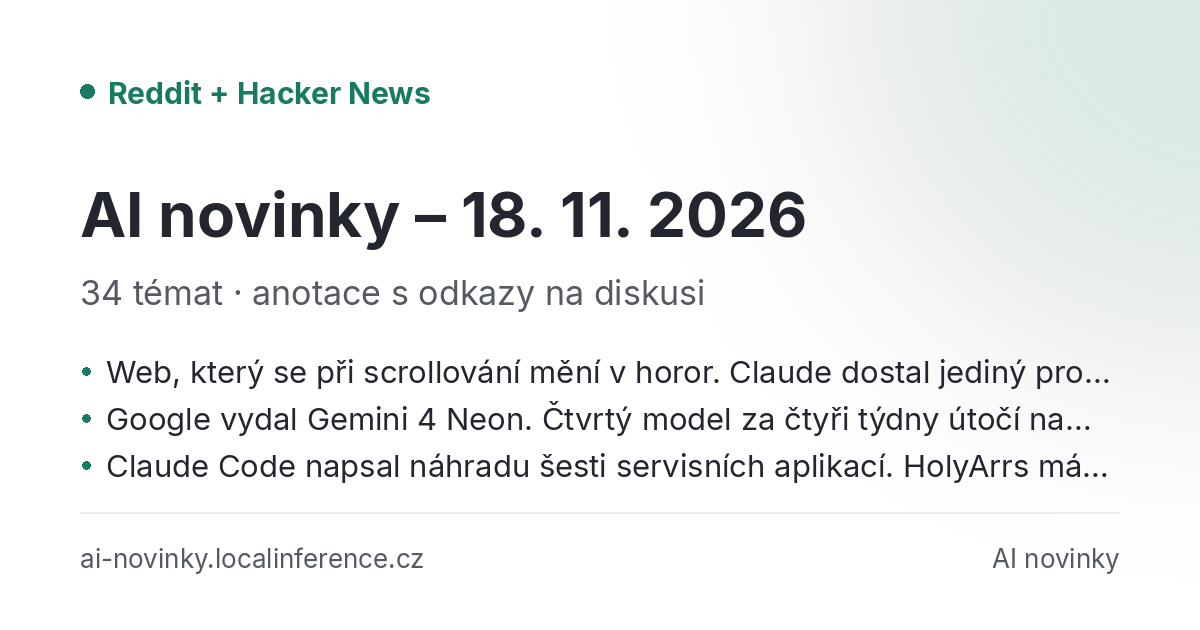 Reddit + Hacker News
AI novinky – 18. 11. 2026
34 témat · anotace s odkazy na diskusi
• Web, který se při scrollování mění v horor. Claude dostal jediný pro...
• Google vydal Gemini 4 Neon. Čtvrtý model za čtyři týdny útočí na...
• Claude Code napsal náhradu šesti servisních aplikací. HolyArrs má...
ai-novinky.localinference.cz
AI novinky